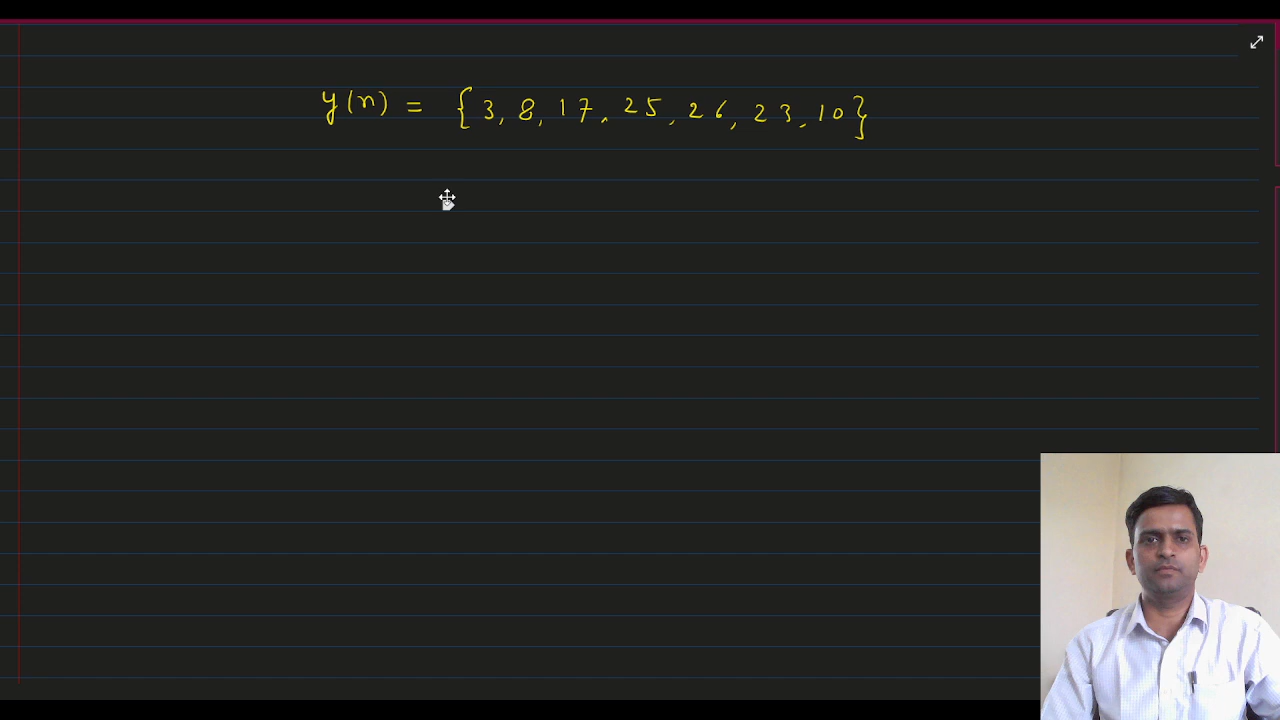 y(n) = {3, 8, 17, 25, 26, 23, 10}